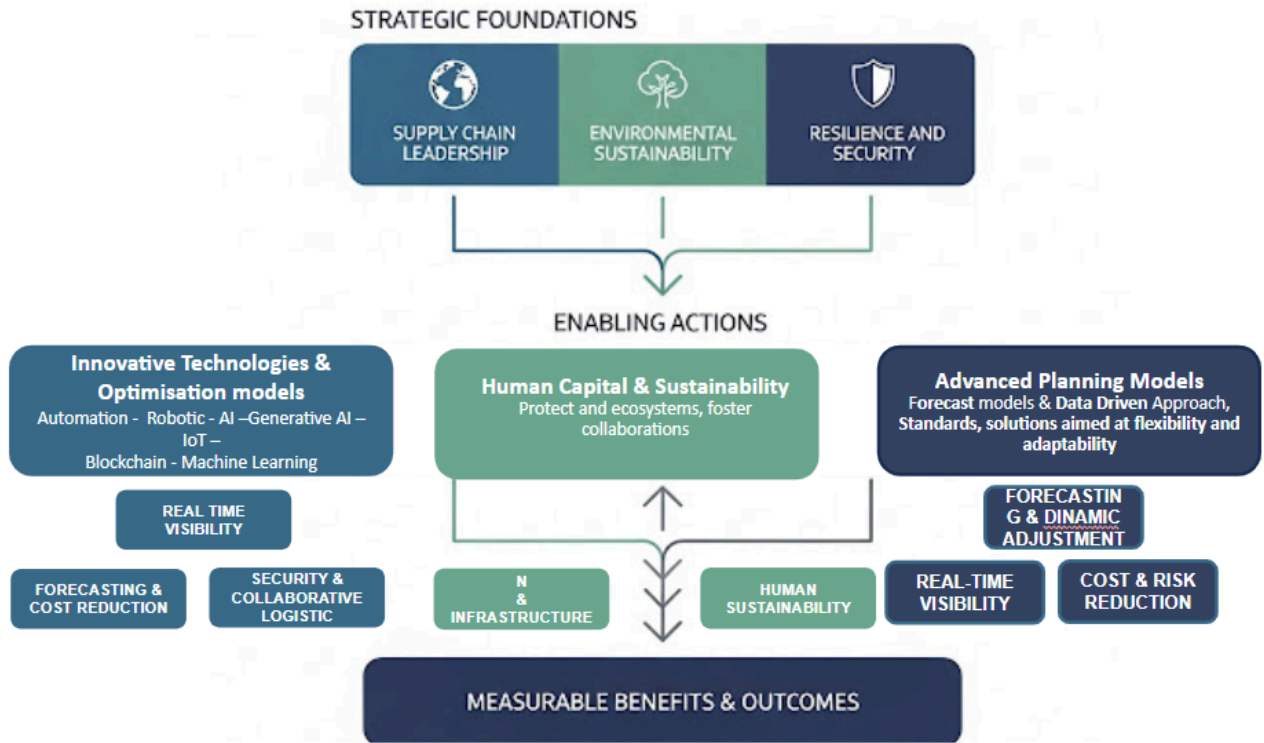 STRATEGIC FOUNDATIONS
SUPPLY CHAIN
LEADERSHIP
ENVIRONMENTAL
SUSTAINABILITY
RESILIENCE AND
SECURITY
ENABLING ACTIONS
Innovative Technologies &
Optimisation models
Automation - Robotic - AI –Generative AI –
IoT –
Blockchain - Machine Learning
Human Capital & Sustainability
Protect and ecosystems, foster
collaborations
Advanced Planning Models
Forecast models & Data Driven Approach,
Standards, solutions aimed at flexibility and
adaptability
REAL TIME
VISIBILITY
FORECASTING &
COST REDUCTION
SECURITY &
COLLABORATIVE
LOGISTIC
N
&
INFRASTRUCTURE
HUMAN
SUSTAINABILITY
FORECASTIN
G & DINAMIC
ADJUSTMENT
REAL-TIME
VISIBILITY
COST & RISK
REDUCTION
MEASURABLE BENEFITS & OUTCOMES